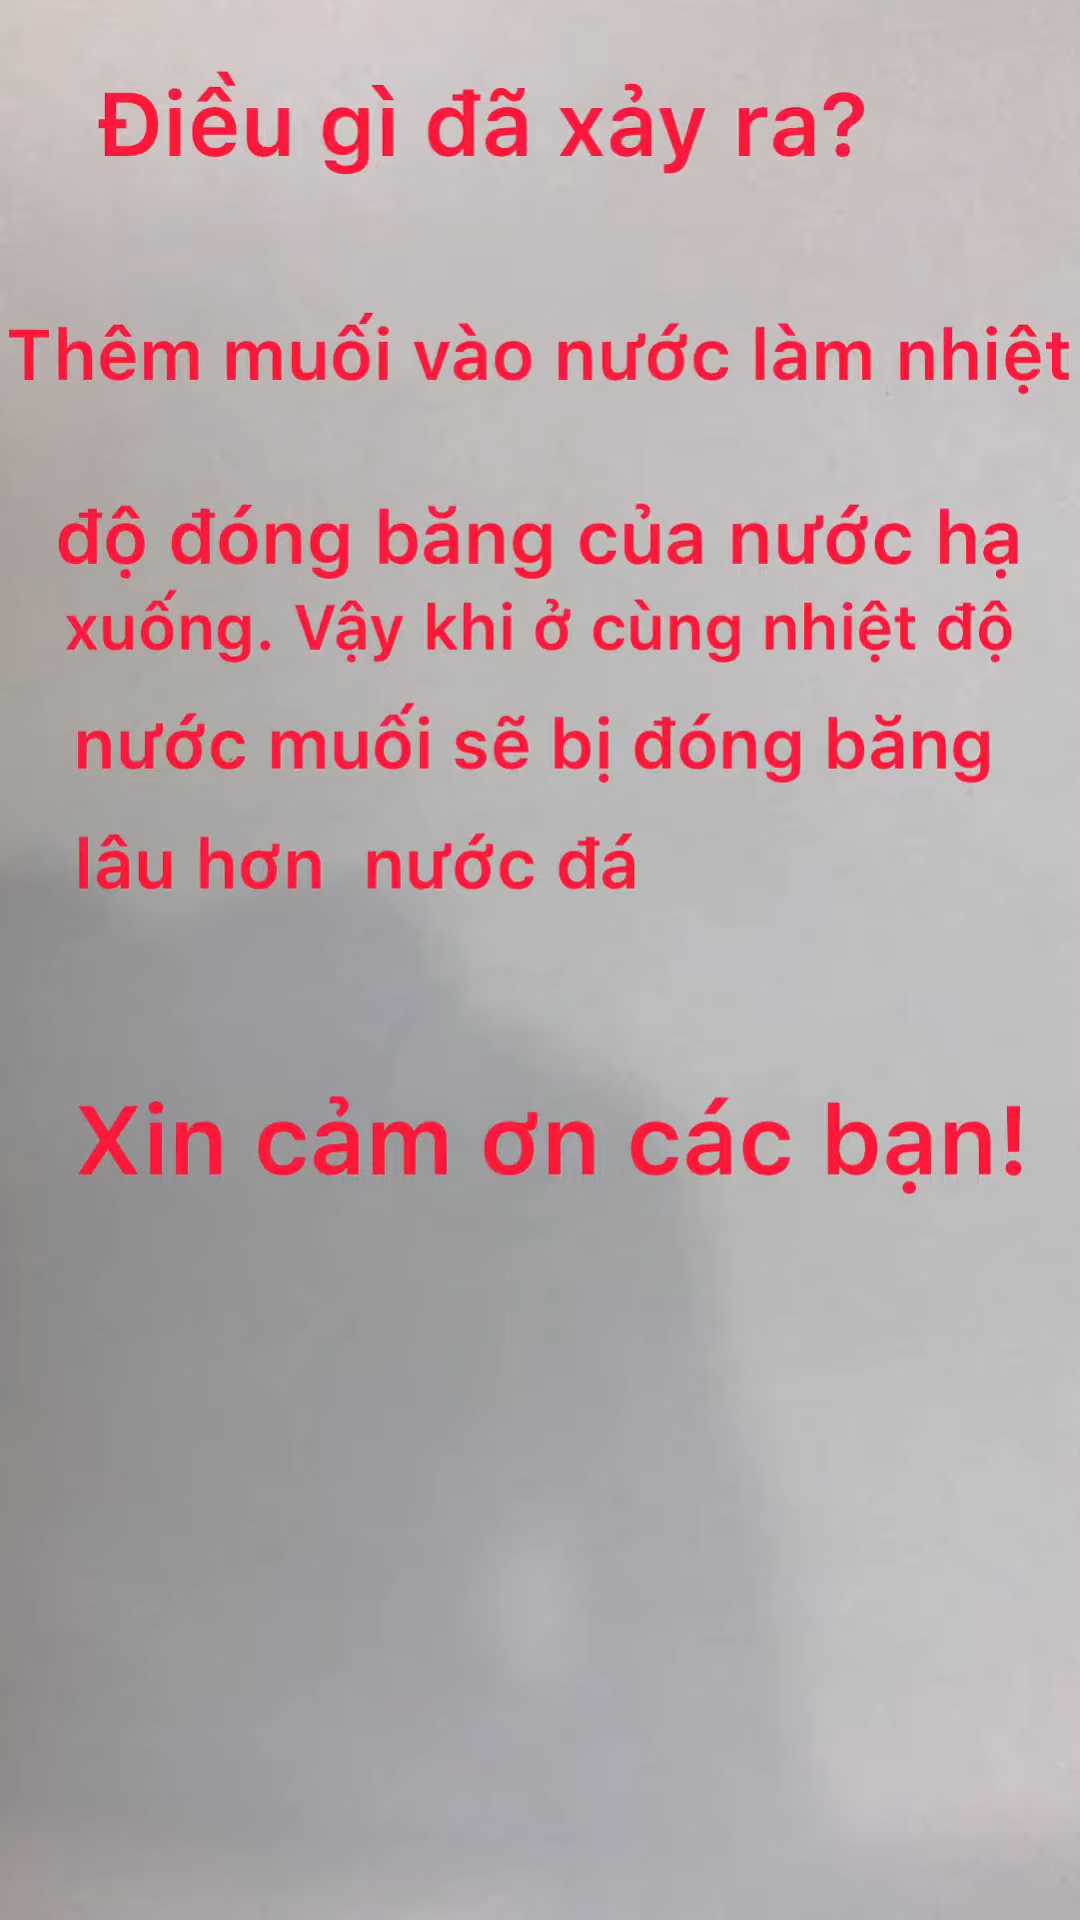 Điều gì đã xảy ra?
Thêm muối vào nước làm nhiệt
độ đóng băng của nước hạ
xuống. Vậy khi ở cùng nhiệt độ
nước muối sẽ bị đóng băng
lâu hơn nước đá
Xin cảm ơn các bạn!